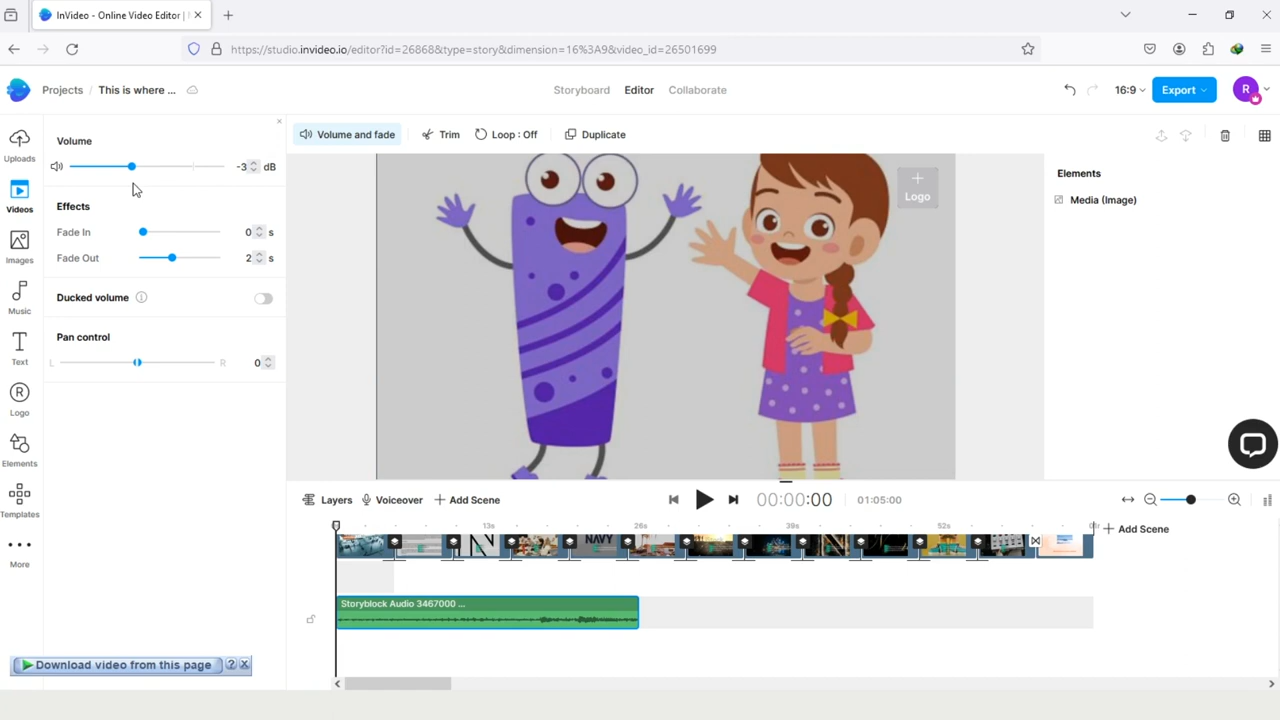 InVideo - Online Video Editor |
https://studio.invideo.io/editor?id=26868&type=story&dimension=16%3A9&video_id=26501699
Projects / This is where ...
Storyboard Editor Collaborate
16:9 Export R
Uploads
Videos
Images
Music
Text
Logo
Elements
Templates
More
Volume
-3 dB
Effects
Fade In 0 s
Fade Out 2 s
Ducked volume
Pan control
L R 0
Volume and fade Trim Loop : Off Duplicate
+
Logo
Elements
Media (Image)
Layers Voiceover + Add Scene 00:00:00 01:05:00
13s 26s 39s 52s
+ Add Scene
NAVY
Storyblock Audio 3467000 ...
Download video from this page ? X